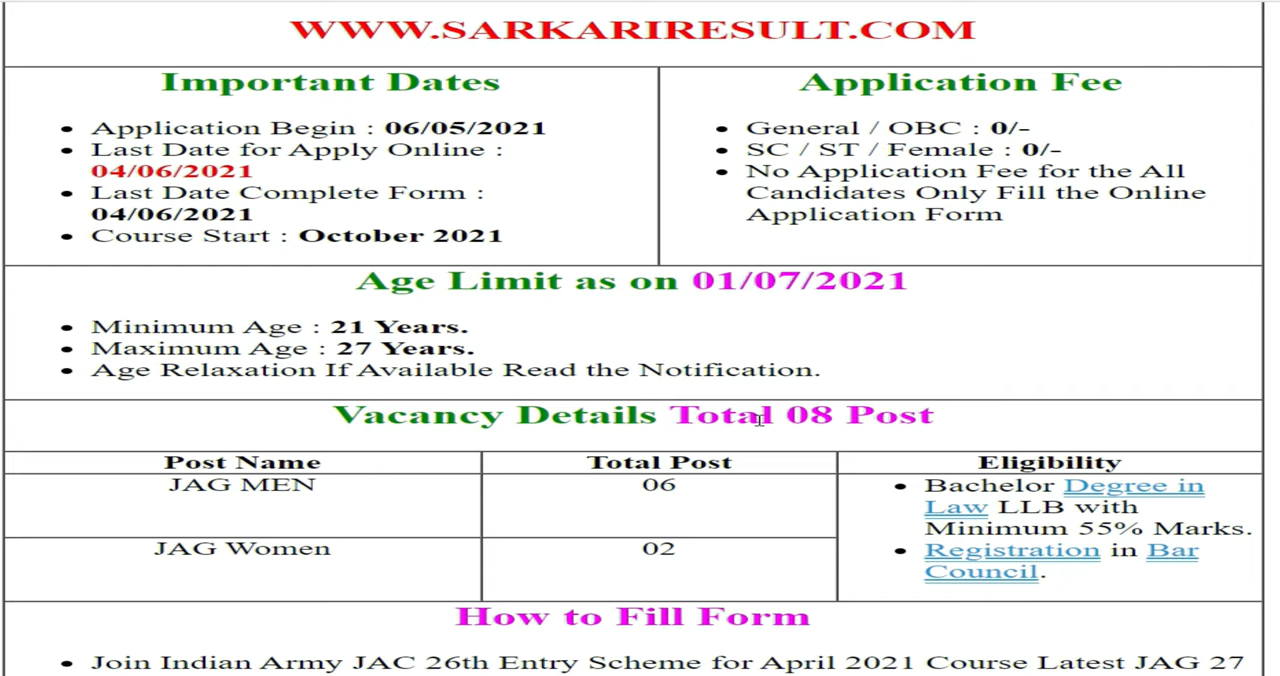 WWW.SARKARIRESULT.COM
Important Dates
Application Begin : 06/05/2021
Last Date for Apply Online :
04/06/2021
Last Date Complete Form :
04/06/2021
Course Start : October 2021
Application Fee
General / OBC : 0/-
SC / ST / Female : 0/-
No Application Fee for the All
Candidates Only Fill the Online
Application Form
Age Limit as on 01/07/2021
Minimum Age : 21 Years.
Maximum Age : 27 Years.
Age Relaxation If Available Read the Notification.
Vacancy Details Total 08 Post
Post Name
Total Post
Eligibility
JAG MEN
06
JAG Women
02
Bachelor Degree in
Law LLB with
Minimum 55% Marks.
Registration in Bar
Council.
How to Fill Form
Join Indian Army JAC 26th Entry Scheme for April 2021 Course Latest JAG 27